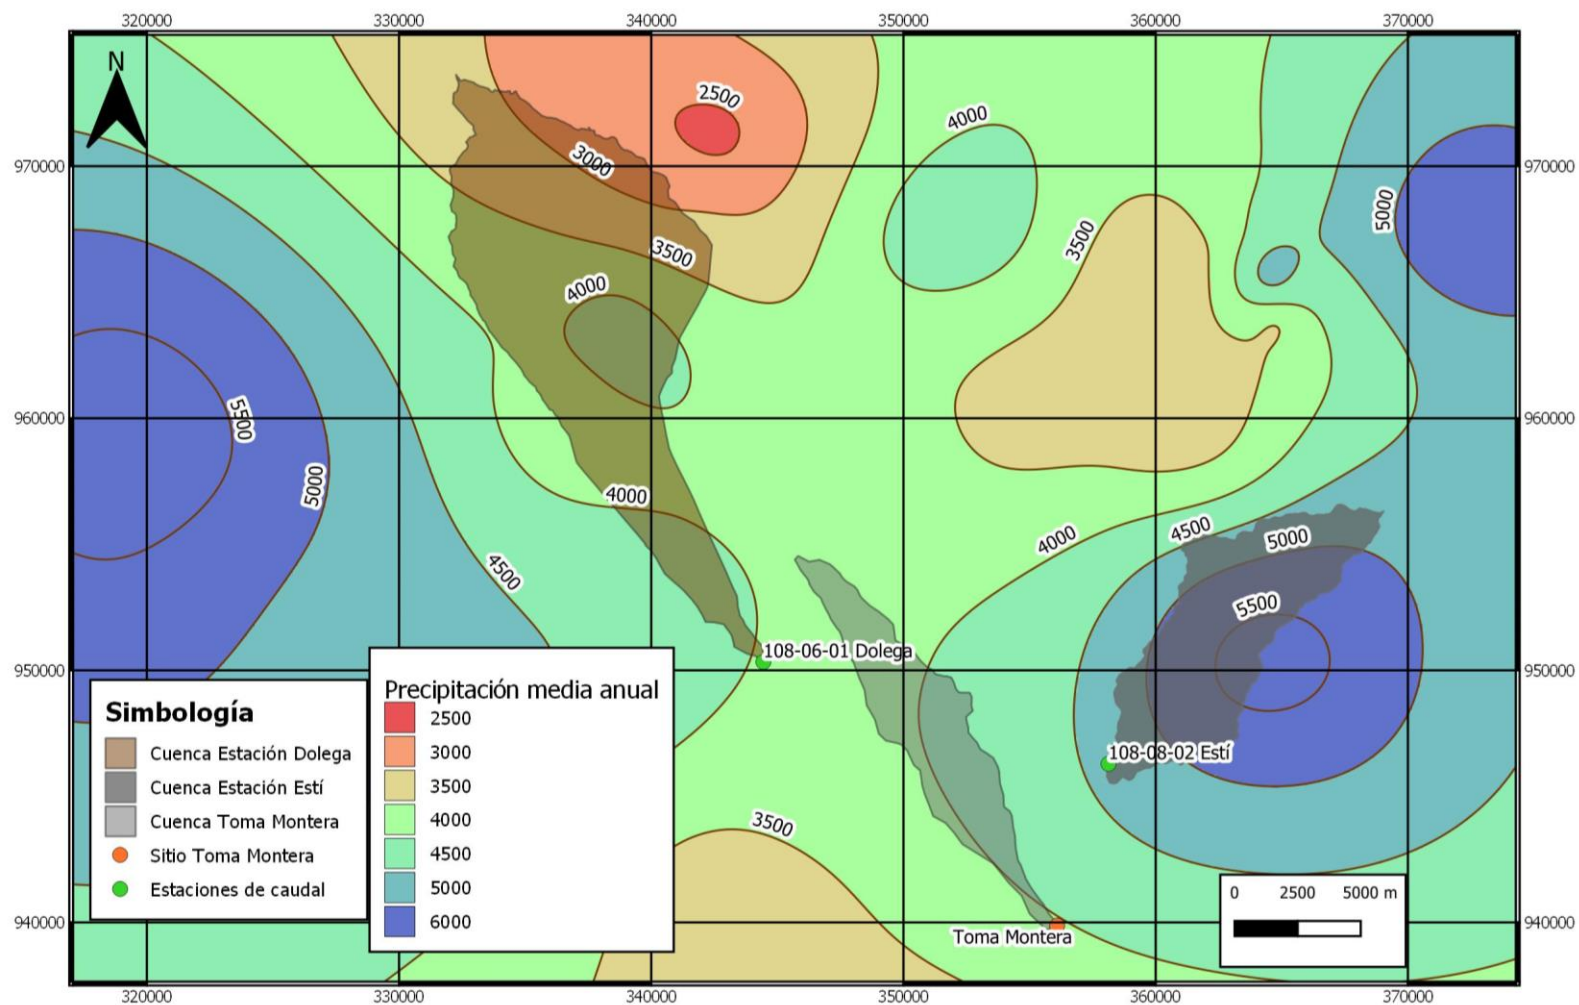 320000 330000 340000 350000 360000 370000
N
2500
4000
970000 970000
3000
5000
3500
3500
4000
960000 960000
5500
5000
4000
4500
4000
4500
5000
5500
108-06-01 Dolega
950000 950000
Simbología
Cuenca Estación Dolega
Cuenca Estación Estí
Cuenca Toma Montera
Sitio Toma Montera
Estaciones de caudal
Precipitación media anual
2500
3000
3500
4000
4500
5000
6000
108-08-02 Estí
3500
0 2500 5000 m
940000 940000
Toma Montera
320000 330000 340000 350000 360000 370000